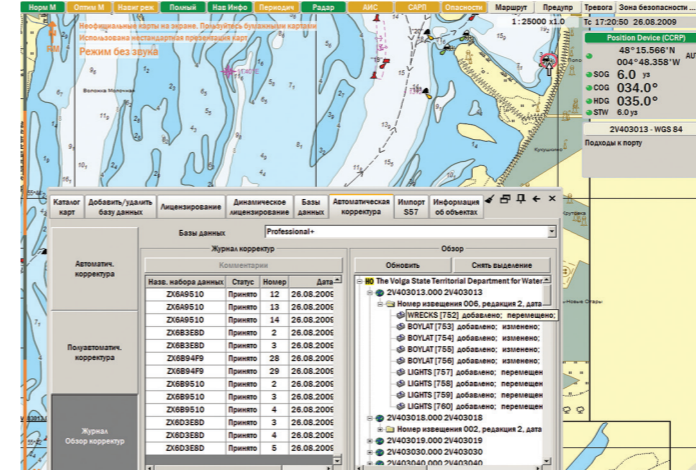 Норм М Оптим М Навиг реж Полный Нав Инфо Периодич Радар АИС САРП Опасности Маршрут Предупр Тревога Зона безопасности ...
Неофициальные карты на экране. Пользуйтесь бумажными картами
Использована нестандартная презентация карт
Режим без звука
RM
1 : 25000 x1.0
Тс 17:20:50 26.08.2009
Position Device (CCRP)
48°15.566'N
004°48.358'W
SOG 6.0 уз
COG 034.0°
HDG 035.0°
STW 6.0 уз
2V403013 - WGS 84
Подходы к порту
Волонка Малочная
Каталог карт
Добавить/удалить базу данных
Лицензирование
Динамическое лицензирование
Базы данных
Автоматическая корректура
Импорт S57
Информация об объектах
Базы данных Professional+
Автоматич. корректура
Полуавтоматич. корректура
Журнал Обзор корректур
Журнал корректур
Комментарии
Назв. набора данных Статус Номер Дата
ZX6A9510 Принято 12 26.08.2009
ZX6A9510 Принято 13 26.08.2009
ZX6A9510 Принято 14 26.08.2009
ZX6B3E8D Принято 2 26.08.2009
ZX6B3E8D Принято 3 26.08.2009
ZX6B94F9 Принято 28 26.08.2009
ZX6B94F9 Принято 29 26.08.2009
ZX6B9510 Принято 2 26.08.2009
ZX6B9510 Принято 3 26.08.2009
ZX6B9510 Принято 4 26.08.2009
ZX6D3E8D Принято 3 26.08.2009
ZX6D3E8D Принято 4 26.08.2009
ZX6D3E8D Принято 5 26.08.2009
Обзор
Обновить Снять выделение
HO The Volga State Territorial Department for Water
2V403013.000 2V403013
Номер извещения 006, редакция 2, дата
WRECKS [752] добавлено; перемещено;
BOYLAT [753] добавлено; изменено;
BOYLAT [754] добавлено; изменено;
BOYLAT [755] добавлено; изменено;
BOYLAT [756] добавлено; изменено;
LIGHTS [757] добавлено; перемещен
LIGHTS [758] добавлено; перемещен
LIGHTS [759] добавлено; перемещен
LIGHTS [760] добавлено; перемещен
2V403018.000 2V403018
Номер извещения 002, редакция 2, дата
2V403019.000 2V403019
2V403030.000 2V403030
2V403040.000 2V403040